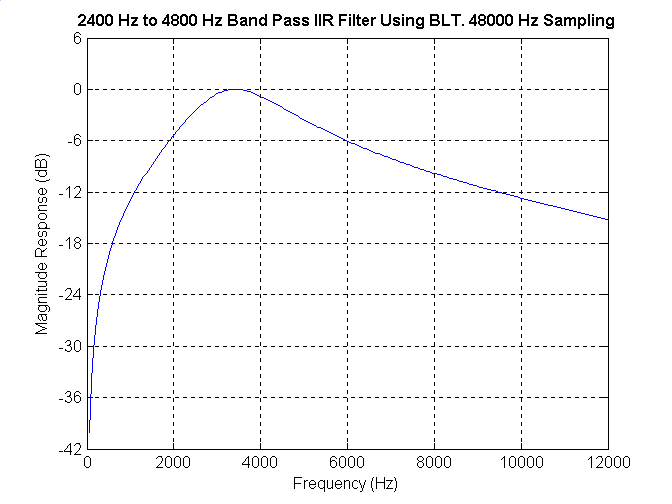 2400 Hz to 4800 Hz Band Pass IIR Filter Using BLT. 48000 Hz Sampling
6
0
-6
-12
-18
-24
-30
-36
-42
Magnitude Response (dB)
0 2000 4000 6000 8000 10000 12000
Frequency (Hz)